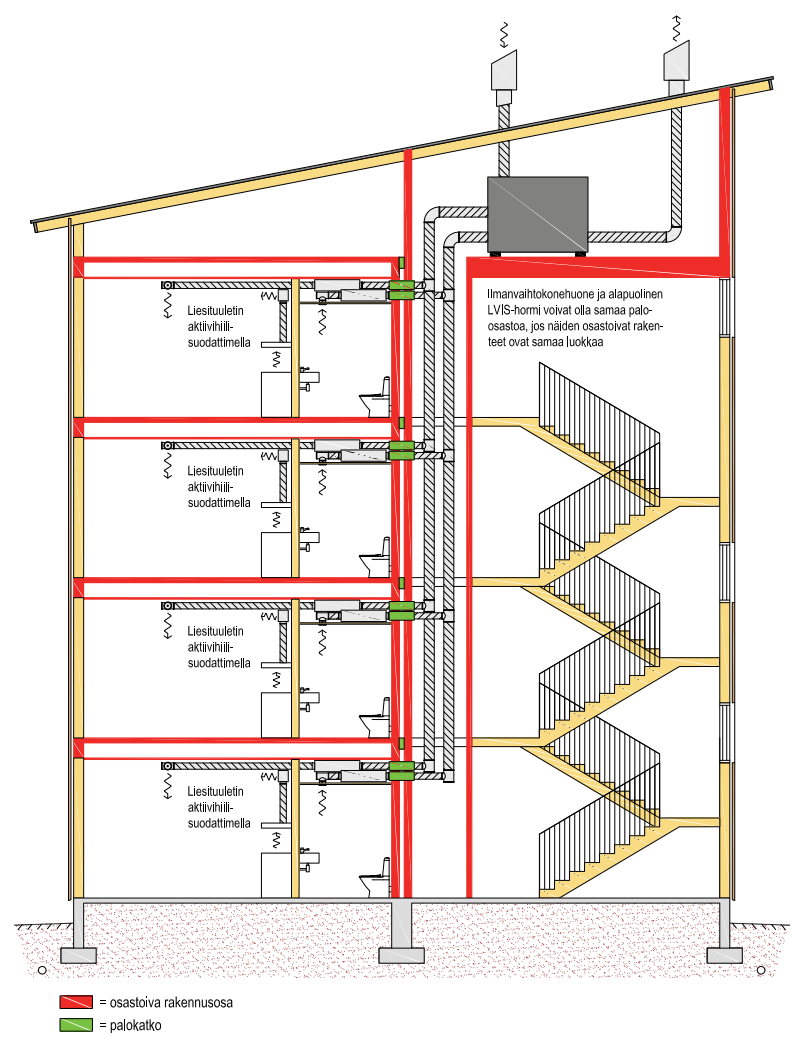 Ilmanvaihtokonehuone ja alapuolinen
LVIS-hormi voivat olla samaa palo-
osastoa, jos näiden osastoivat raken-
teet ovat samaa luokkaa
Liesituuletin
aktiivihiili-
suodattimella
Liesituuletin
aktiivihiili-
suodattimella
Liesituuletin
aktiivihiili-
suodattimella
Liesituuletin
aktiivihiili-
suodattimella
= osastoiva rakennusosa
= palokatko